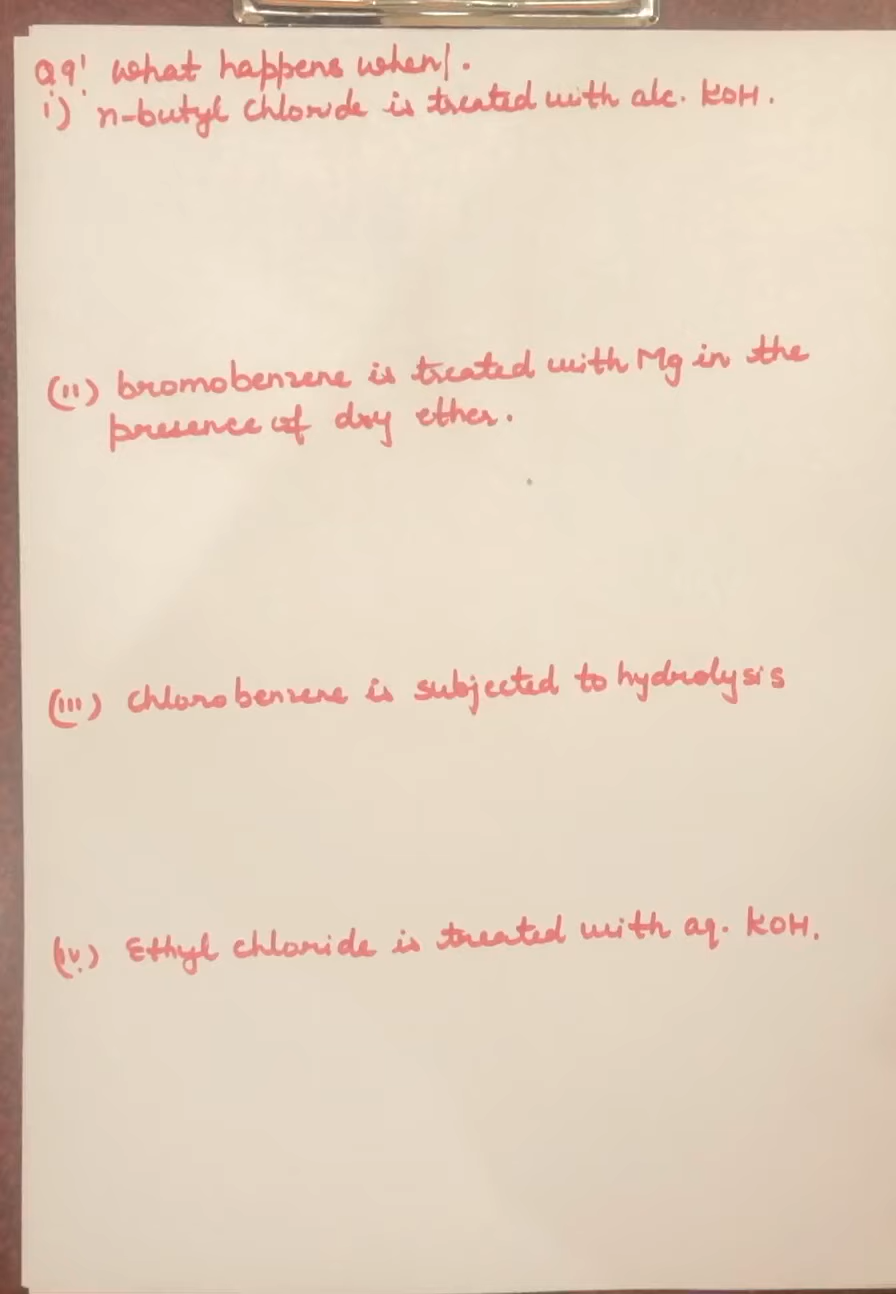 Q9' What happens when!.
i) n-butyl chloride is treated with alc. KOH.
(ii) bromobenzene is treated with Mg in the
presence of dry ether.
(iii) chlorobenzene is subjected to hydrolysis
(iv.) Ethyl chloride is treated with aq. KOH.